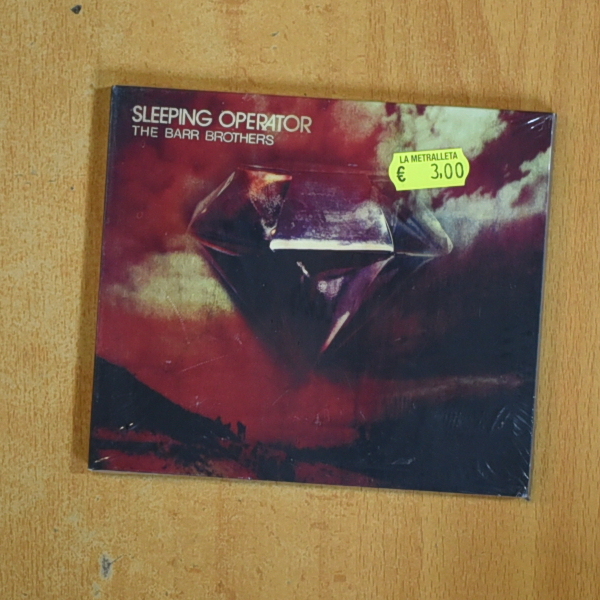 SLEEPING OPERATOR
THE BARR BROTHERS
LA METRALLETA
€ 3.00